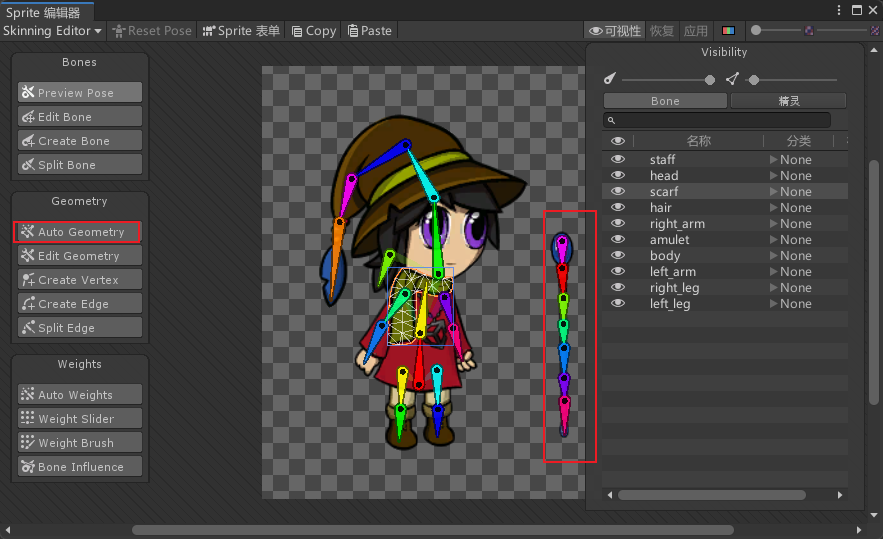 Sprite 编辑器
Skinning Editor Reset Pose Sprite 表单 Copy Paste 可视性 恢复 应用
Bones
Preview Pose
Edit Bone
Create Bone
Split Bone
Geometry
Auto Geometry
Edit Geometry
Create Vertex
Create Edge
Split Edge
Weights
Auto Weights
Weight Slider
Weight Brush
Bone Influence
Visibility
Bone 精灵
名称 分类
staff None
head None
scarf None
hair None
right_arm None
amulet None
body None
left_arm None
right_leg None
left_leg None